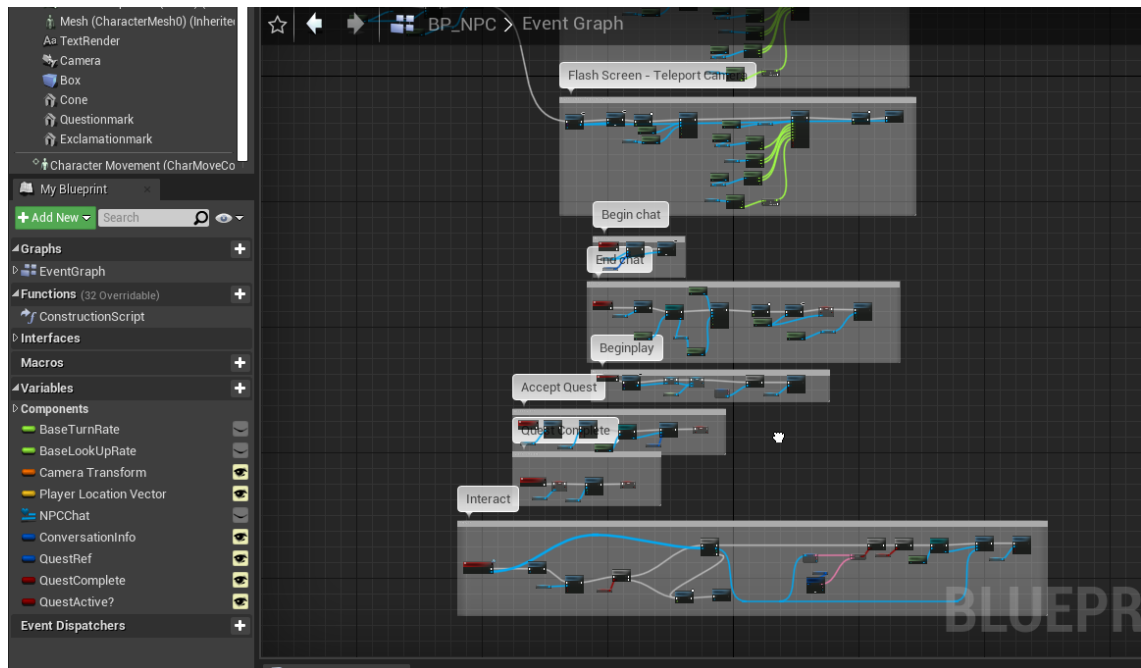 Mesh (CharacterMesh0) (Inherite
Aa TextRender
Camera
Box
Cone
Questionmark
Exclamationmark
Character Movement (CharMoveCo
My Blueprint
Add New
Search
Graphs
EventGraph
Functions (32 Overridable)
ConstructionScript
Interfaces
Macros
Variables
Components
BaseTurnRate
BaseLookUpRate
Camera Transform
Player Location Vector
NPCChat
ConversationInfo
QuestRef
QuestComplete
QuestActive?
Event Dispatchers
BP_NPC > Event Graph
Flash Screen - Teleport Camera
Begin chat
End chat
Beginplay
Accept Quest
Quest Complete
Interact
BLUEPR